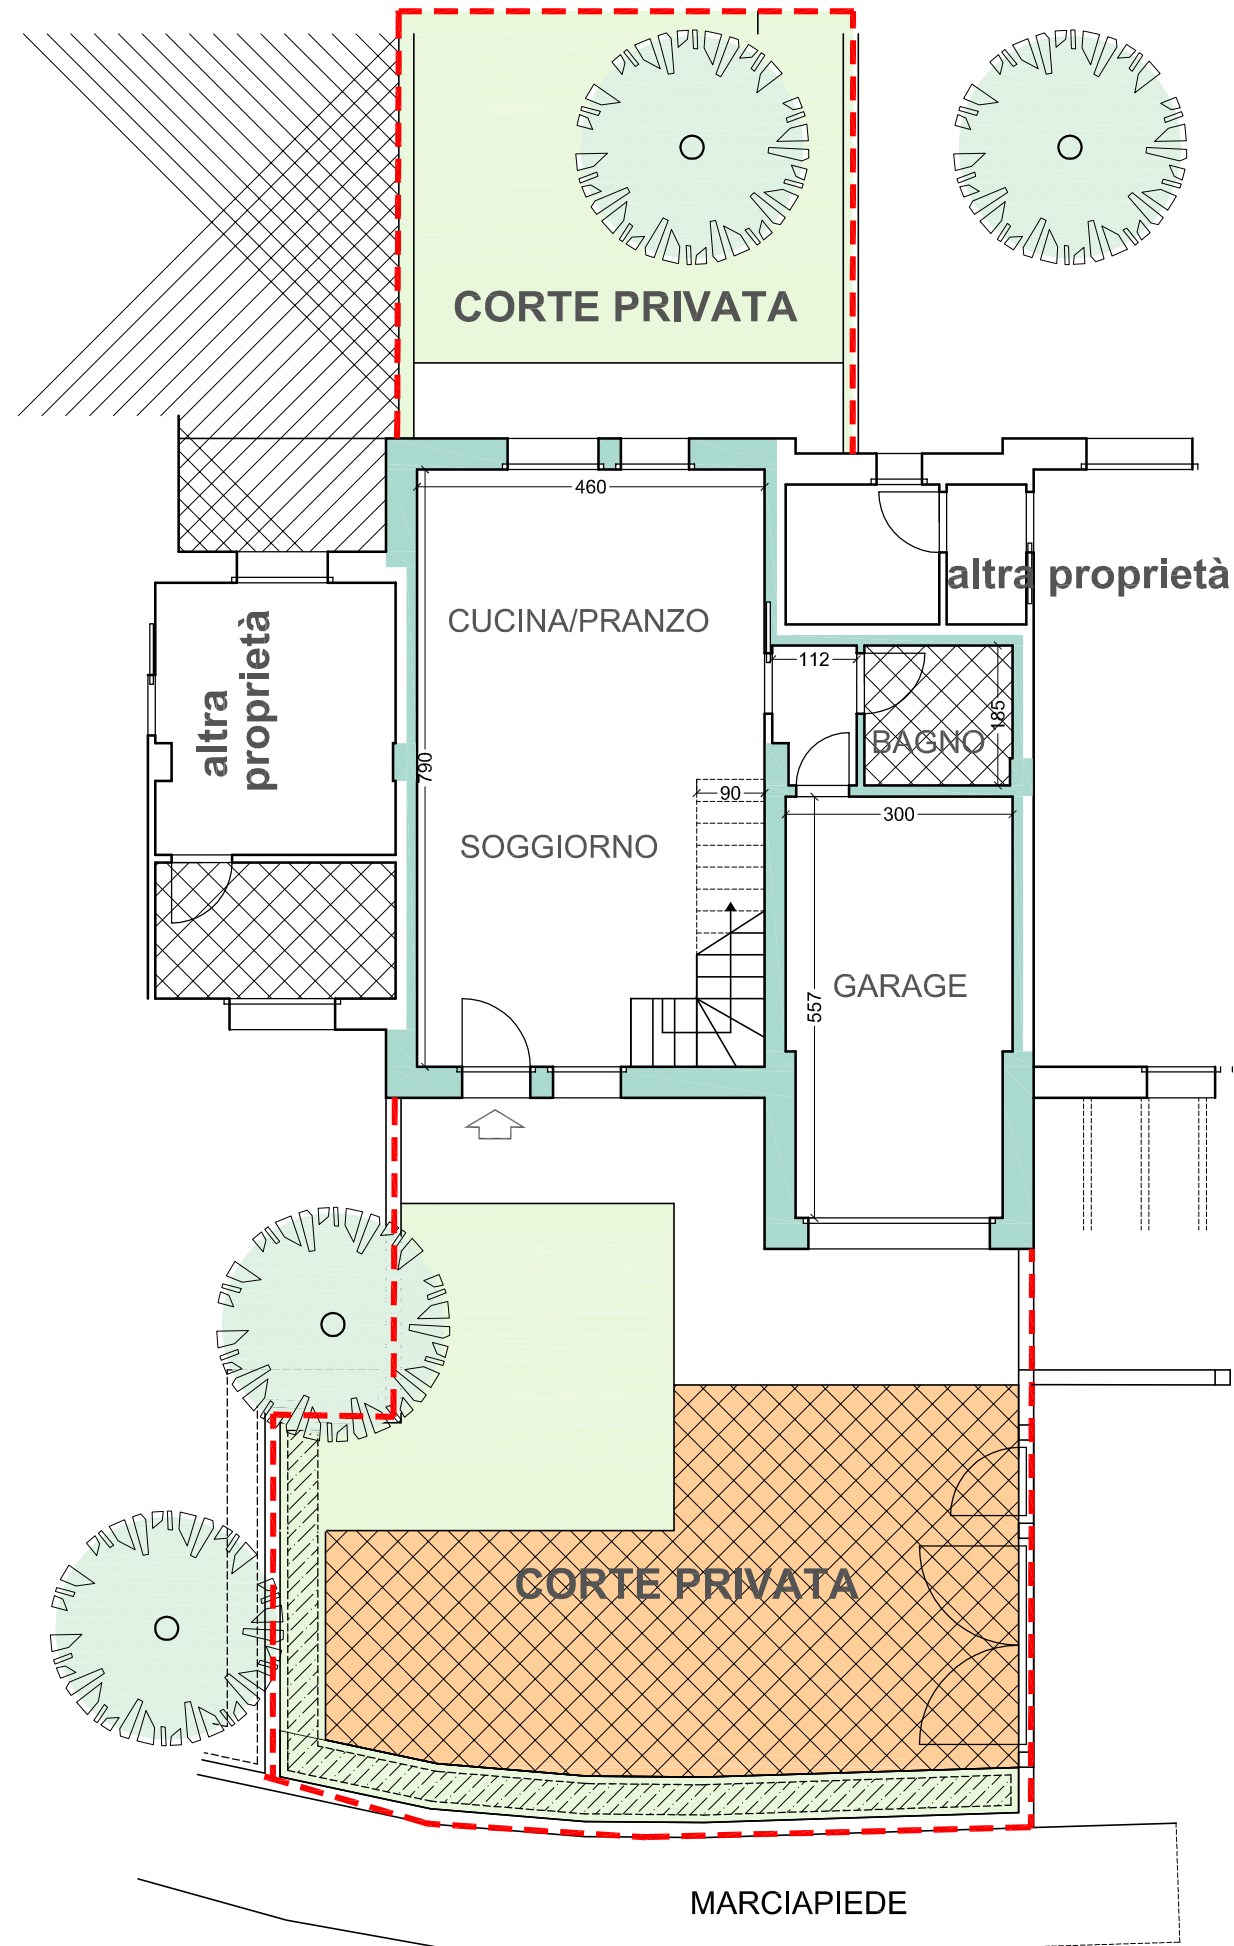 CORTE PRIVATA
460
altra proprietà
CUCINA/PRANZO
altra
proprietà
112
185
BAGNO
790
90
300
SOGGIORNO
GARAGE
557
CORTE PRIVATA
MARCIAPIEDE